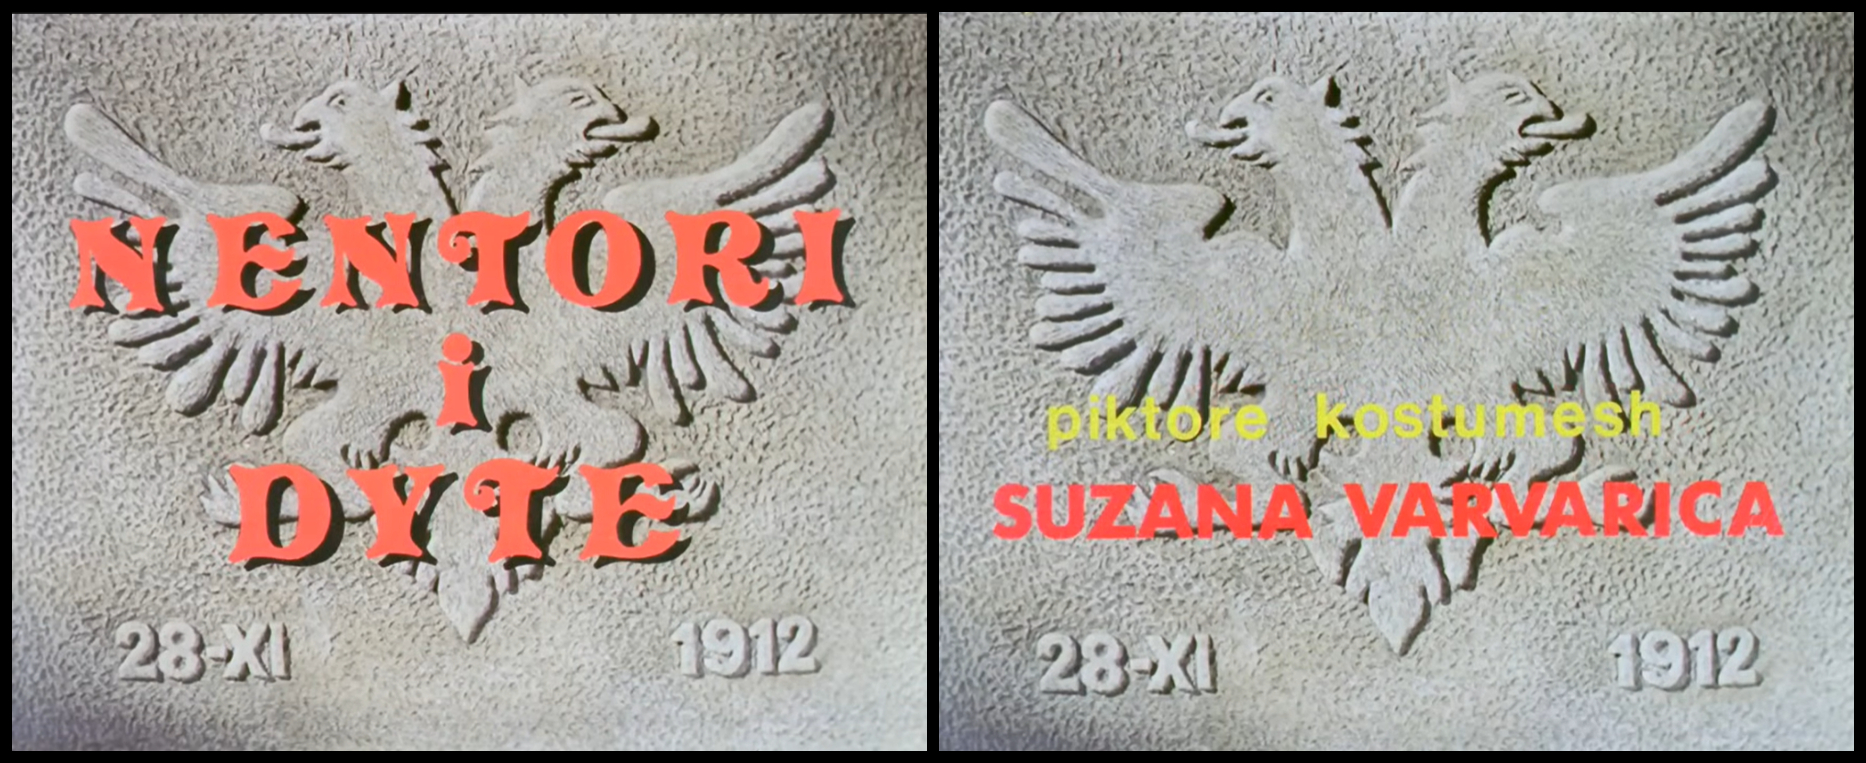 NENTORI
i
DYTE
28-XI 1912
piktore kostumesh
SUZANA VARVARICA
28-XI 1912